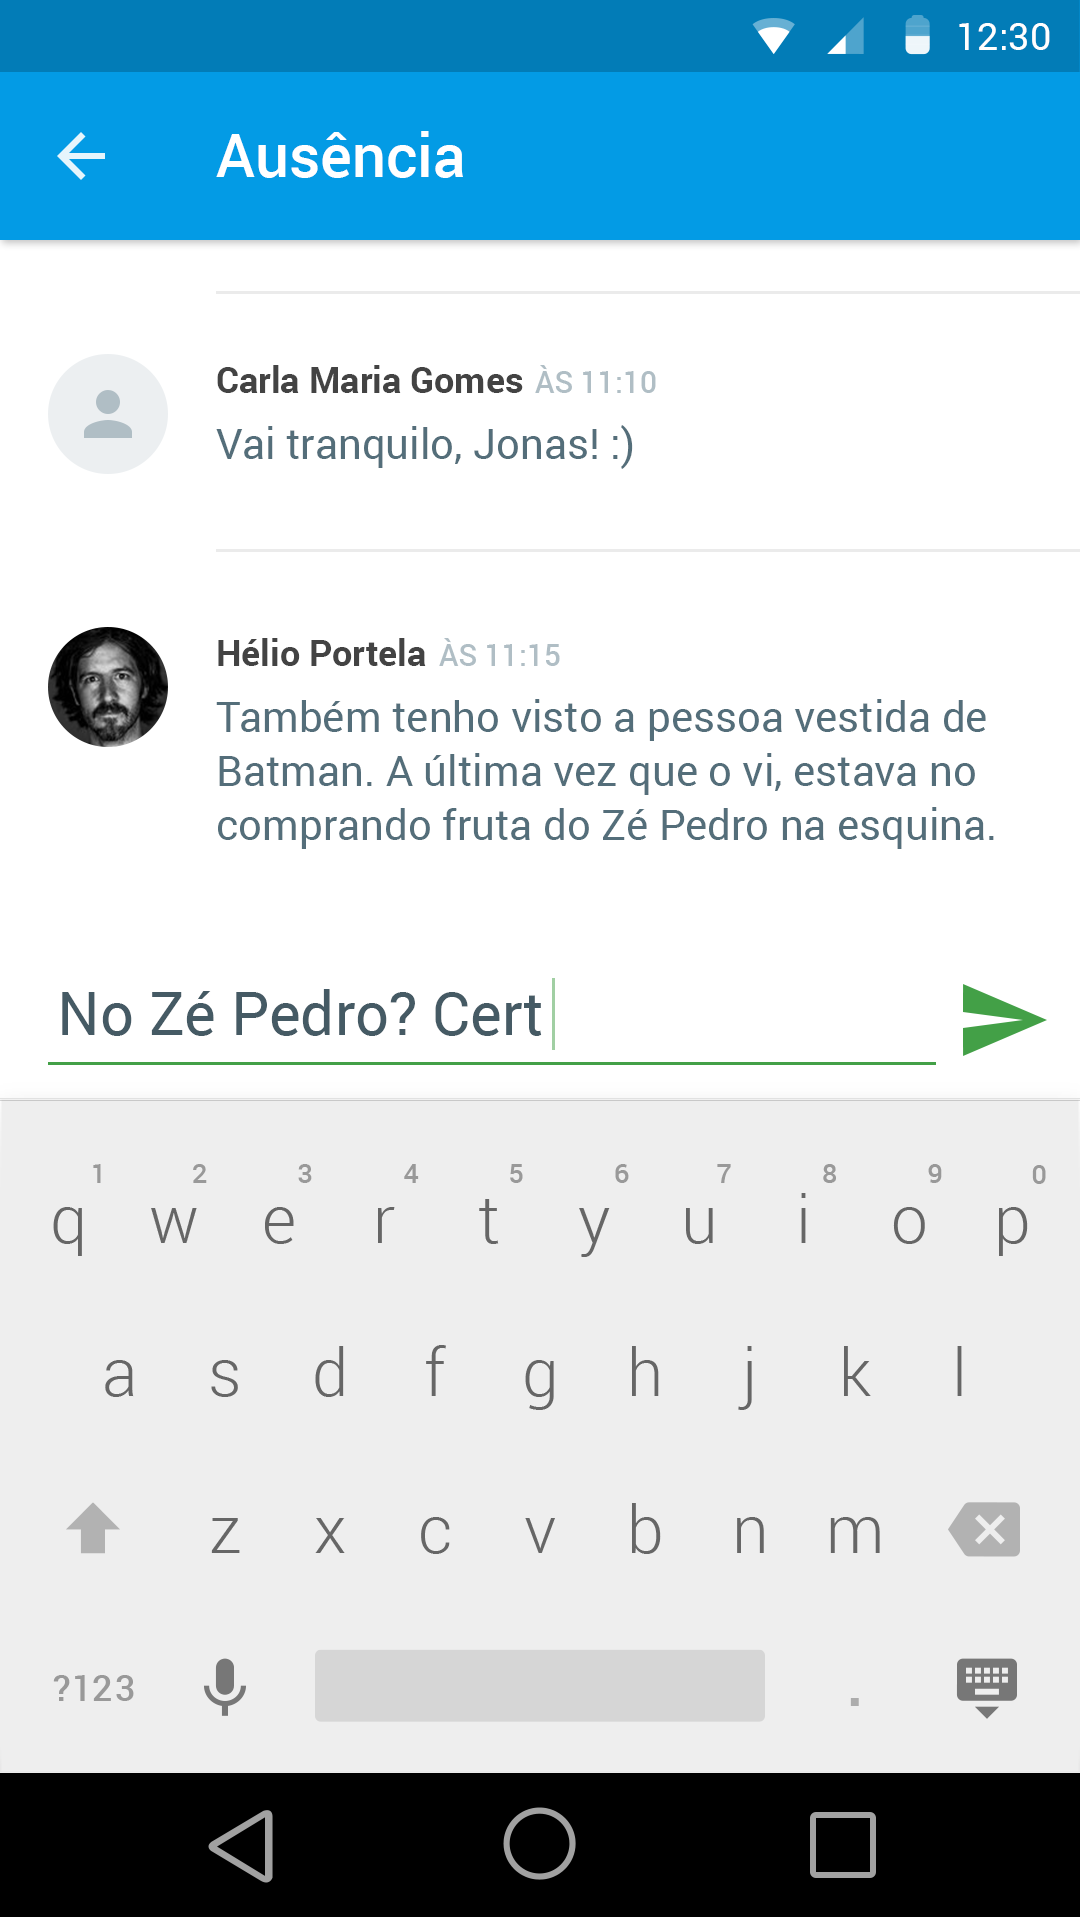 12:30
Ausência
Carla Maria Gomes ÀS 11:10
Vai tranquilo, Jonas! :)
Hélio Portela ÀS 11:15
Também tenho visto a pessoa vestida de
Batman. A última vez que o vi, estava no
comprando fruta do Zé Pedro na esquina.
No Zé Pedro? Cert
1 2 3 4 5 6 7 8 9 0
q w e r t y u i o p
a s d f g h j k l
z x c v b n m
?123 .